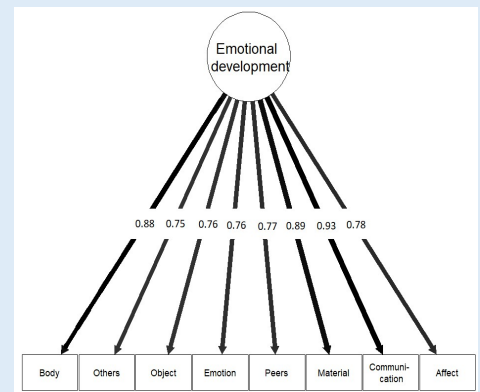 Emotional
development
0.88 0.75 0.76 0.76 0.77 0.89 0.93 0.78
Body Others Object Emotion Peers Material Communi-
cation Affect